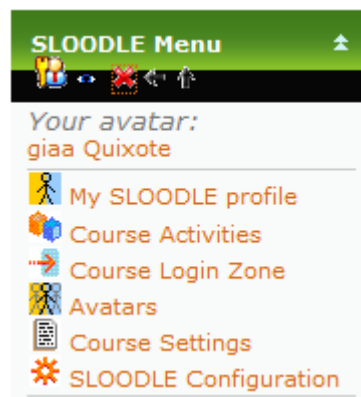 SLOODLE Menu
Your avatar:
giaa Quixote
My SLOODLE profile
Course Activities
Course Login Zone
Avatars
Course Settings
SLOODLE Configuration